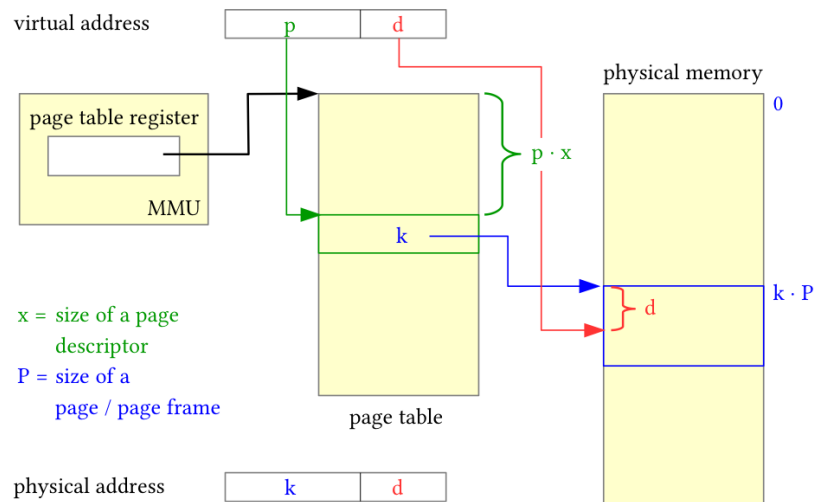 virtual address
p
d
physical memory
0
page table register
p · x
MMU
k
k · P
d
x = size of a page
descriptor
P = size of a
page / page frame
page table
physical address
k
d